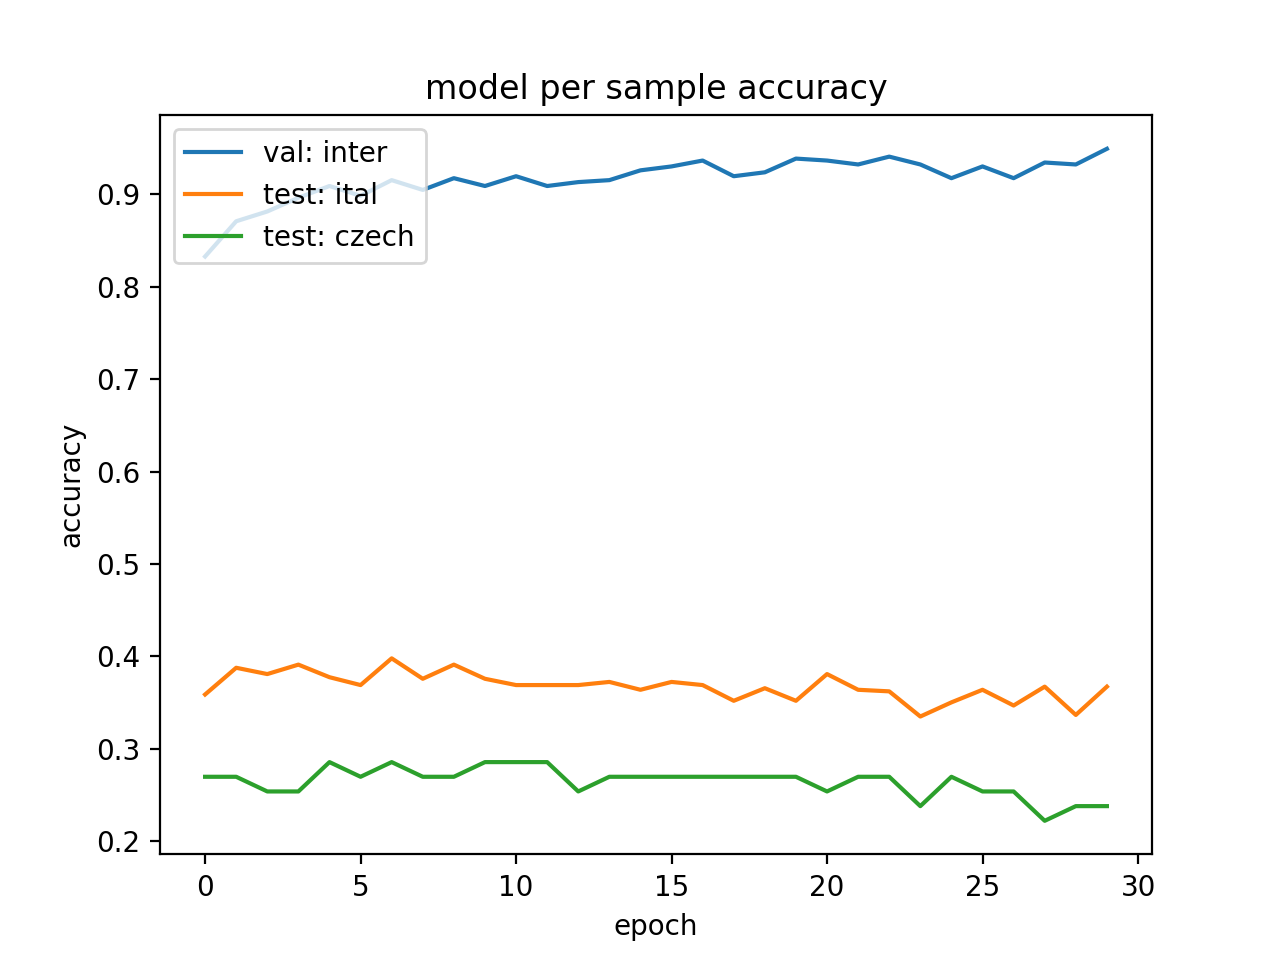 model per sample accuracy
val: inter
test: ital
test: czech
accuracy
0.9
0.8
0.7
0.6
0.5
0.4
0.3
0.2
0 5 10 15 20 25 30
epoch